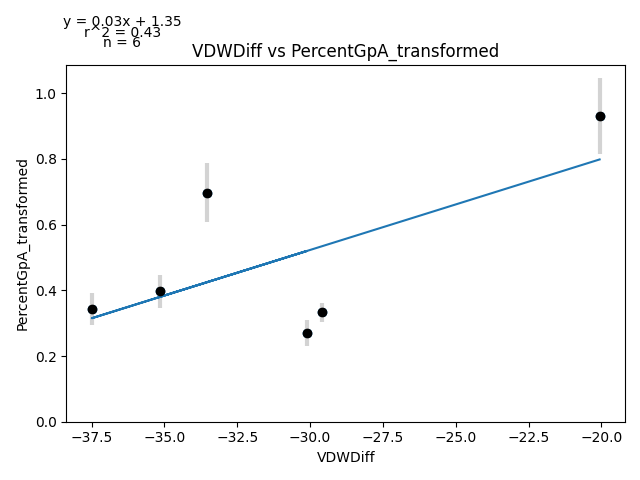 y = 0.03x + 1.35
r^2 = 0.43
n = 6
VDWDiff vs PercentGpA_transformed
PercentGpA_transformed
1.0
0.8
0.6
0.4
0.2
0.0
−37.5 −35.0 −32.5 −30.0 −27.5 −25.0 −22.5 −20.0
VDWDiff